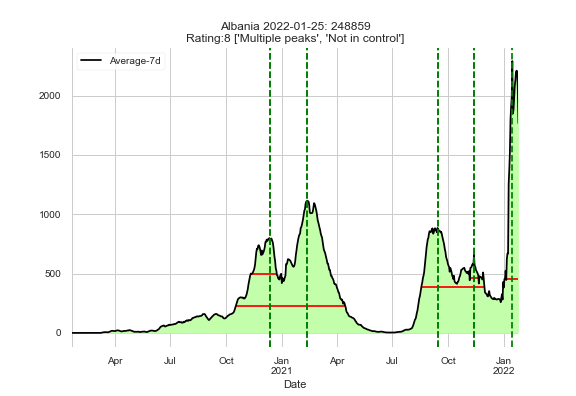 Albania 2022-01-25: 248859
Rating:8 ['Multiple peaks', 'Not in control']
Average-7d
2000
1500
1000
500
0
Apr
Jul
Oct
Jan
2021
Apr
Jul
Oct
Jan
2022
Date